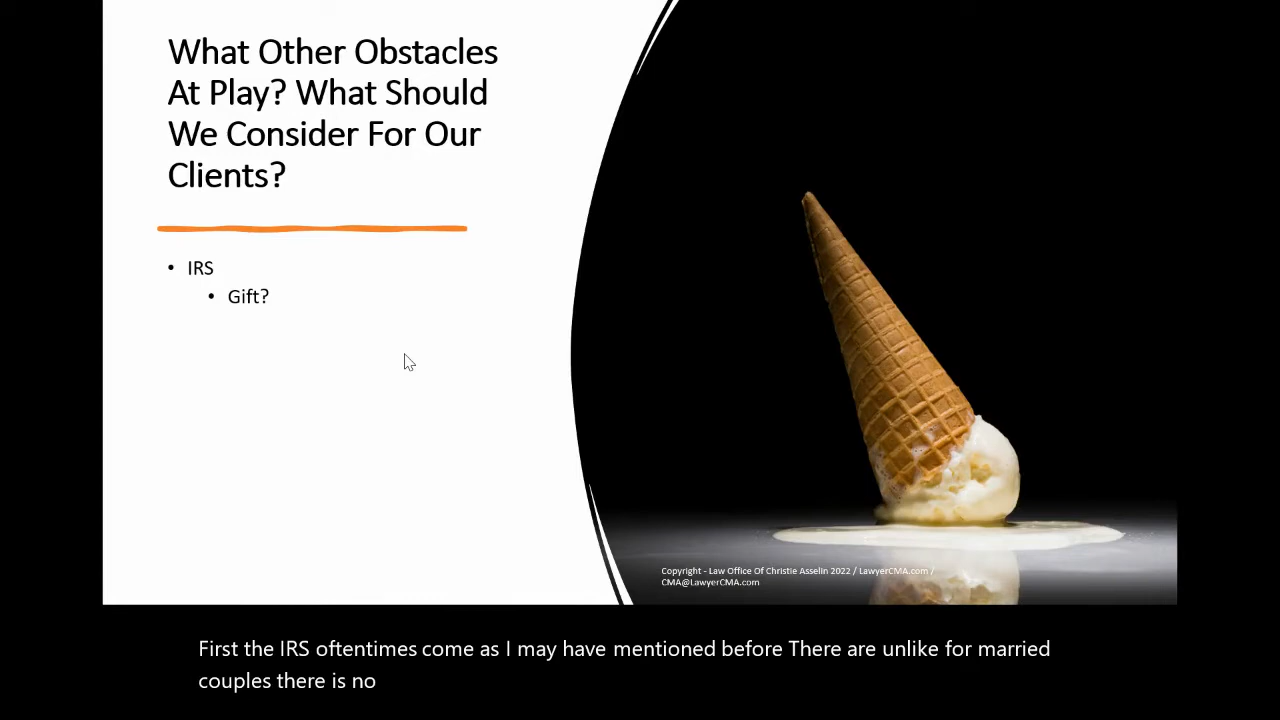 What Other Obstacles
At Play? What Should
We Consider For Our
Clients?
• IRS
• Gift?
Copyright - Law Office Of Christie Asselin 2022 / LawyerCMA.com /
CMA@LawyerCMA.com
First the IRS oftentimes come as I may have mentioned before There are unlike for married
couples there is no